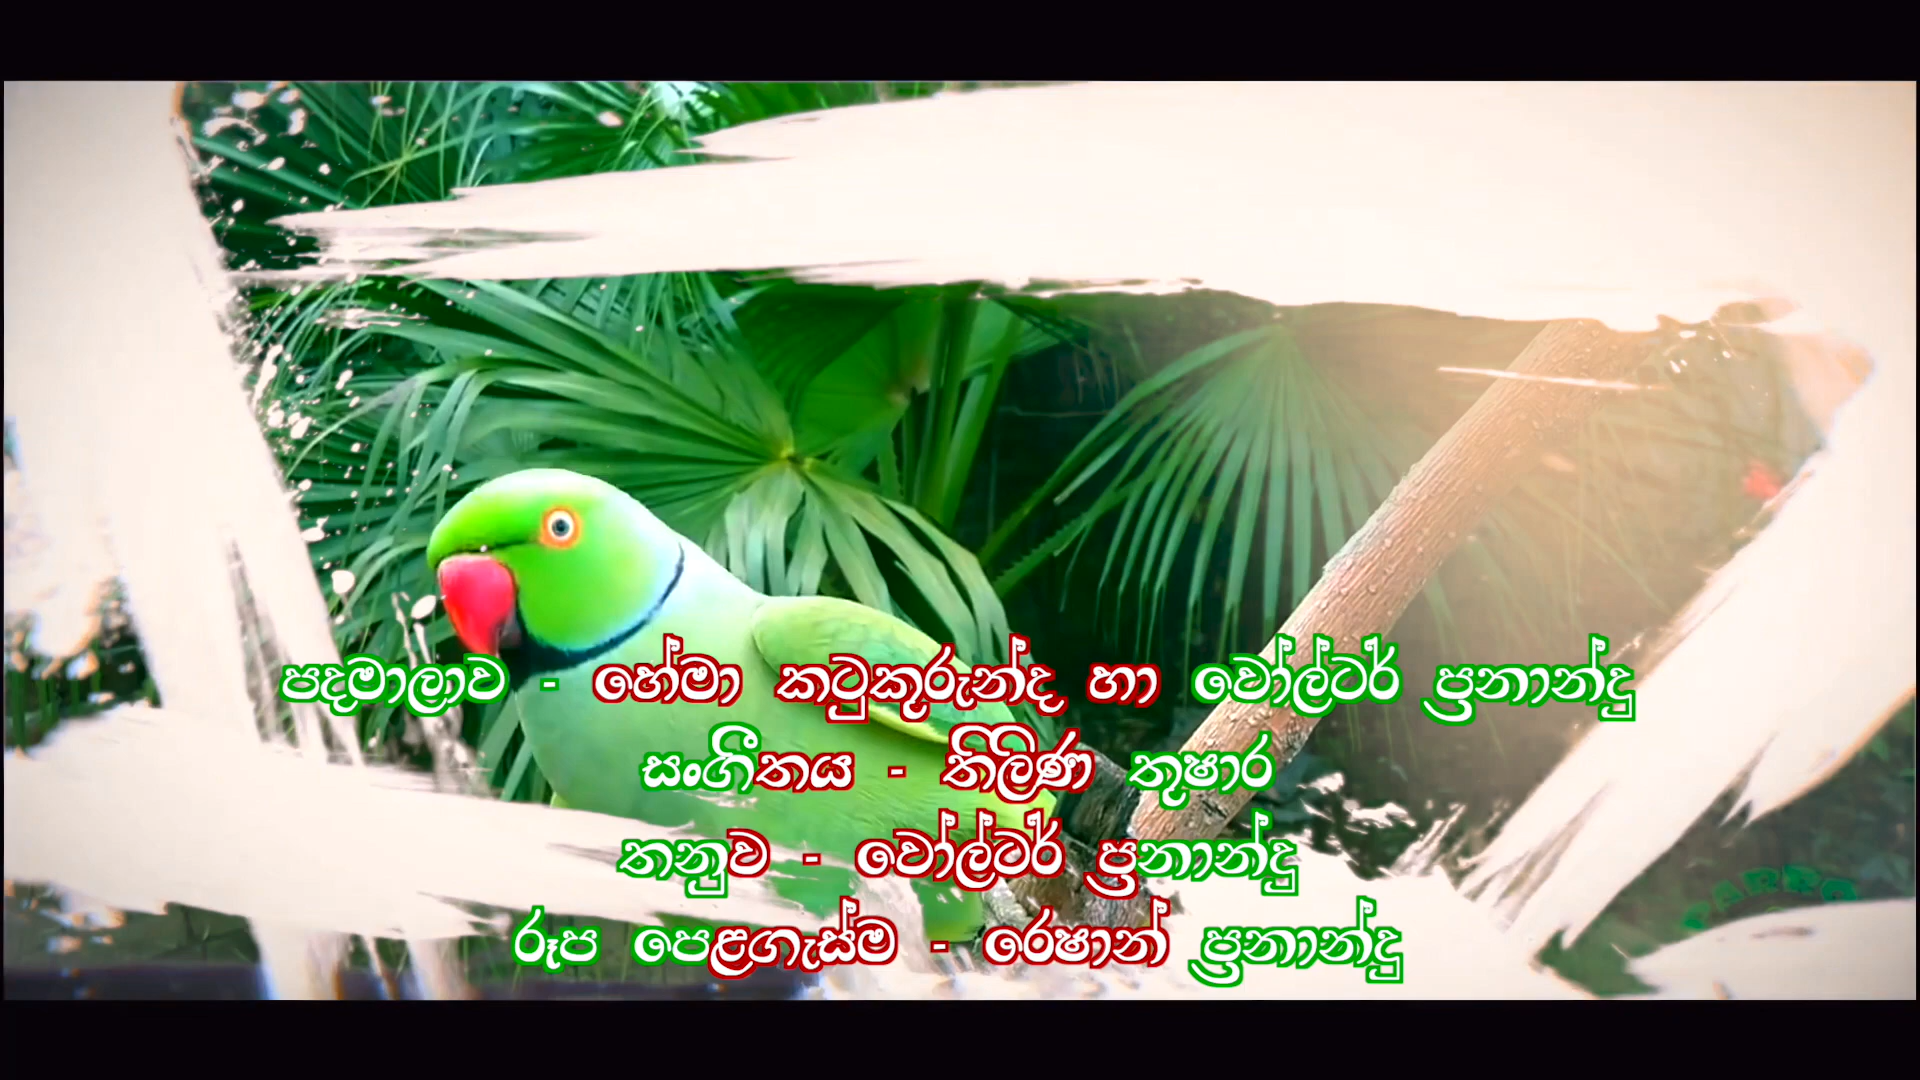 පදමාලාව - හේමා කටුකුරුන්ද හා වෝල්ටර් ප්‍රනාන්දු
සංගීතය - තිලිණ තුෂාර
තනුව - වෝල්ටර් ප්‍රනාන්දු
රූප පෙළගැස්ම - රෙෂාන් ප්‍රනාන්දු